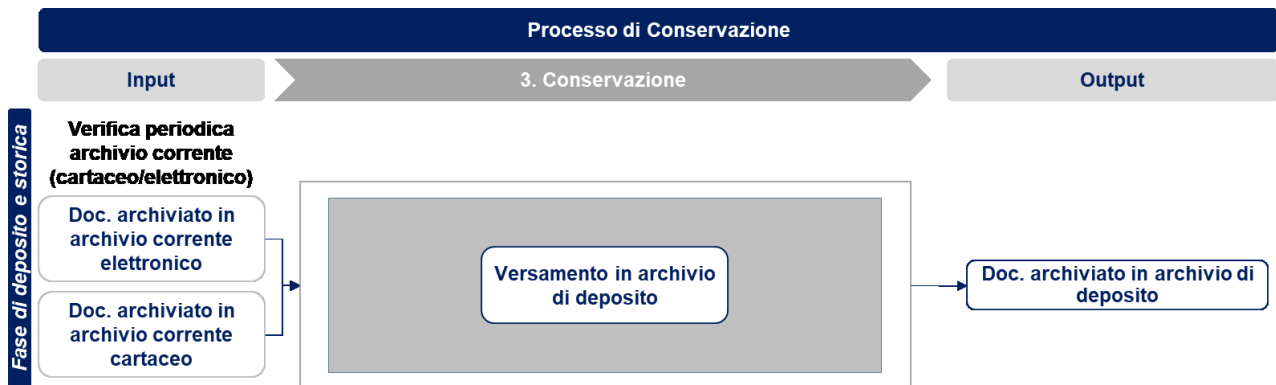 Processo di Conservazione
Input
3. Conservazione
Output
Fase di deposito e storica
Verifica periodica
archivio corrente
(cartaceo/elettronico)
Doc. archiviato in
archivio corrente
elettronico
Doc. archiviato in
archivio corrente
cartaceo
Versamento in archivio
di deposito
Doc. archiviato in archivio di
deposito